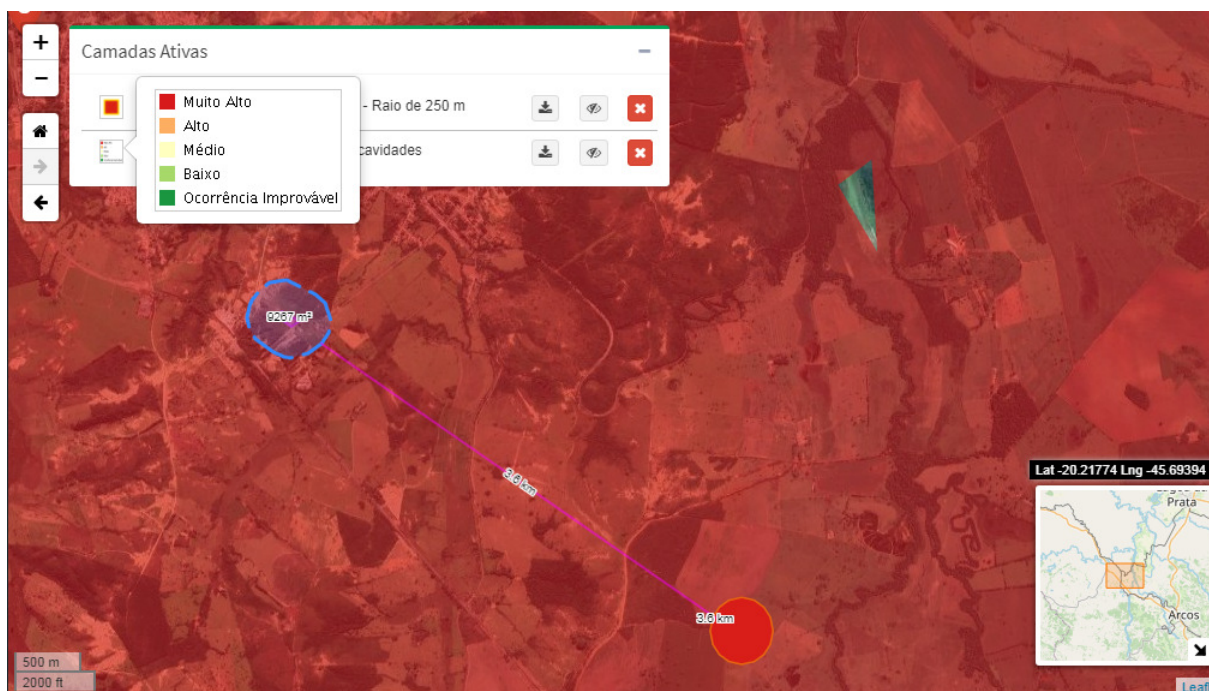 +
Camadas Ativas
−
−
Muito Alto
- Raio de 250 m
Alto
Médio
cavidades
Baixo
Ocorrência Improvável
9267 m²
3.6 km
3.6 km
Lat -20.21774 Lng -45.69394
Prata
Arcos
500 m
2000 ft
Leafl